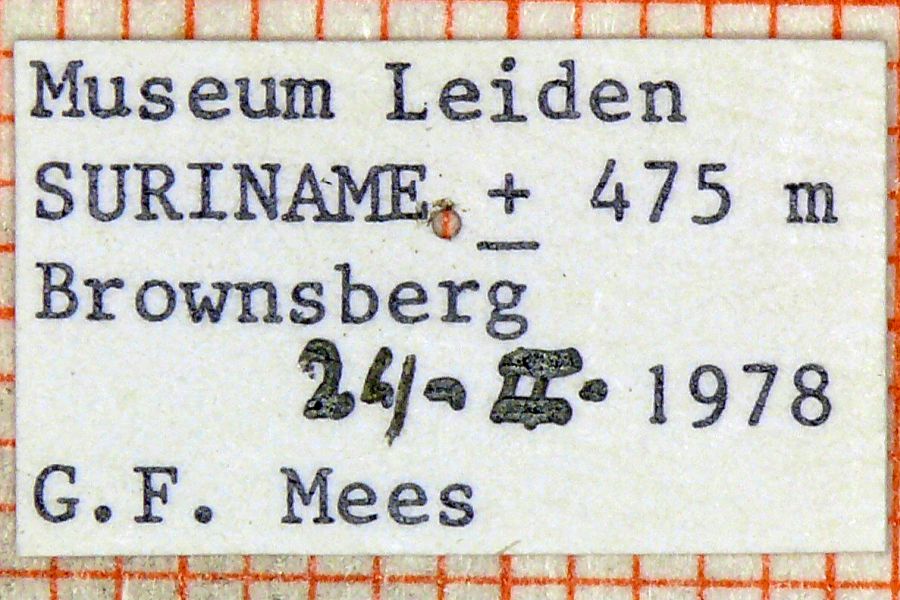 Museum Leiden
SURINAME. ± 475 m
Brownsberg
24-II-1978
G.F. Mees